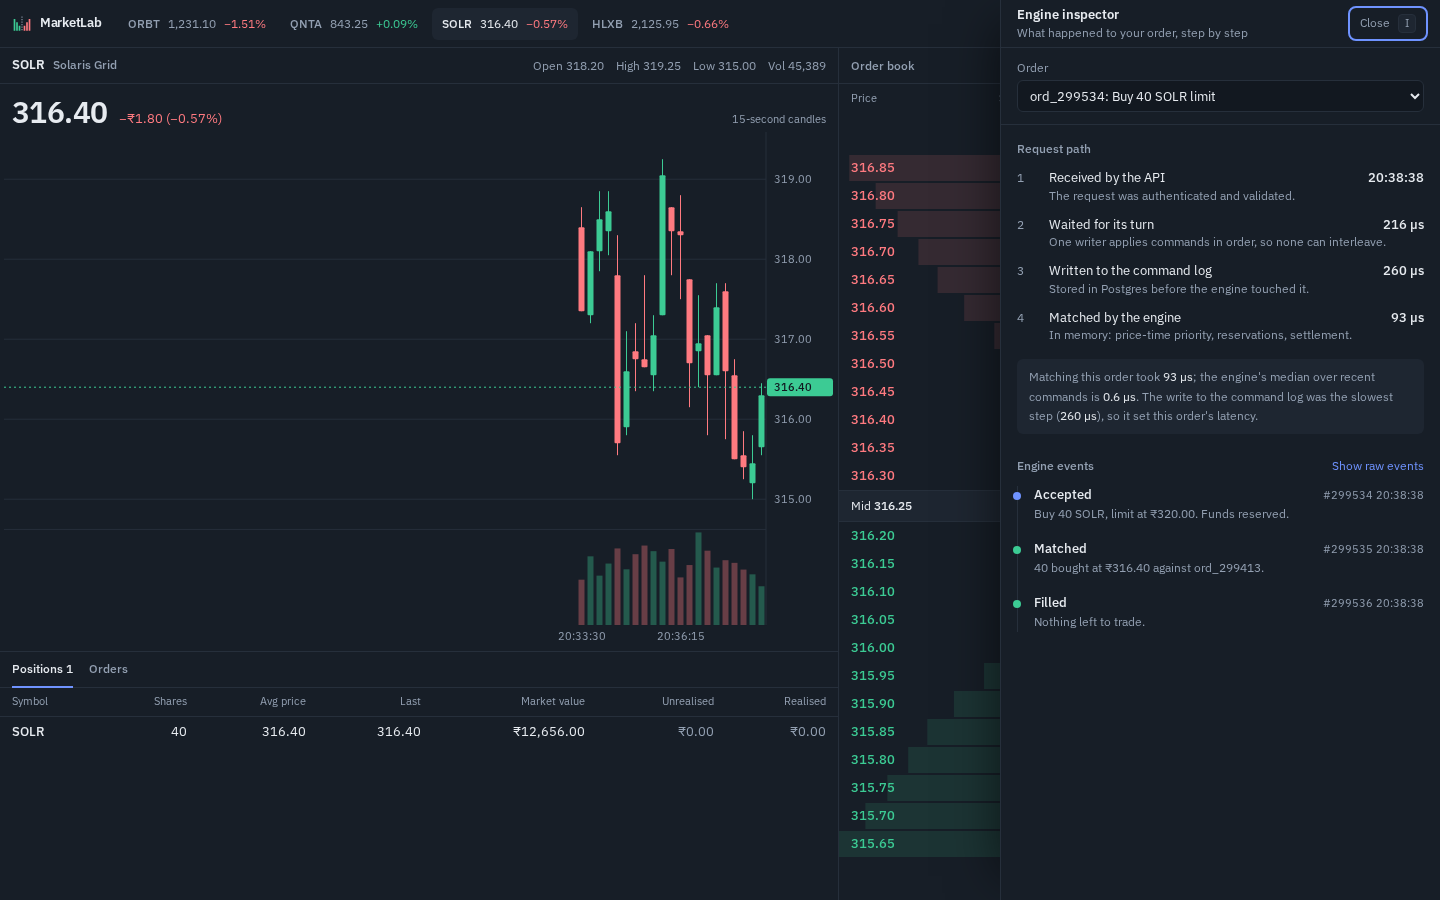 MarketLab
ORBT 1,231.10 −1.51%
QNTA 843.25 +0.09%
SOLR 316.40 −0.57%
HLXB 2,125.95 −0.66%
SOLR Solaris Grid
Open 318.20 High 319.25 Low 315.00 Vol 45,389
316.40 −₹1.80 (−0.57%)
15-second candles
319.00
318.00
317.00
316.40
316.00
315.00
20:33:30 20:36:15
Positions 1 Orders
Symbol Shares Avg price Last Market value Unrealised Realised
SOLR 40 316.40 316.40 ₹12,656.00 ₹0.00 ₹0.00
Order book
Price
316.85
316.80
316.75
316.70
316.65
316.60
316.55
316.50
316.45
316.40
316.35
316.30
Mid 316.25
316.20
316.15
316.10
316.05
316.00
315.95
315.90
315.85
315.80
315.75
315.70
315.65
Engine inspector
What happened to your order, step by step
Close I
Order
ord_299534: Buy 40 SOLR limit
Request path
1 Received by the API 20:38:38
The request was authenticated and validated.
2 Waited for its turn 216 µs
One writer applies commands in order, so none can interleave.
3 Written to the command log 260 µs
Stored in Postgres before the engine touched it.
4 Matched by the engine 93 µs
In memory: price-time priority, reservations, settlement.
Matching this order took 93 µs; the engine's median over recent
commands is 0.6 µs. The write to the command log was the slowest
step (260 µs), so it set this order's latency.
Engine events Show raw events
Accepted #299534 20:38:38
Buy 40 SOLR, limit at ₹320.00. Funds reserved.
Matched #299535 20:38:38
40 bought at ₹316.40 against ord_299413.
Filled #299536 20:38:38
Nothing left to trade.